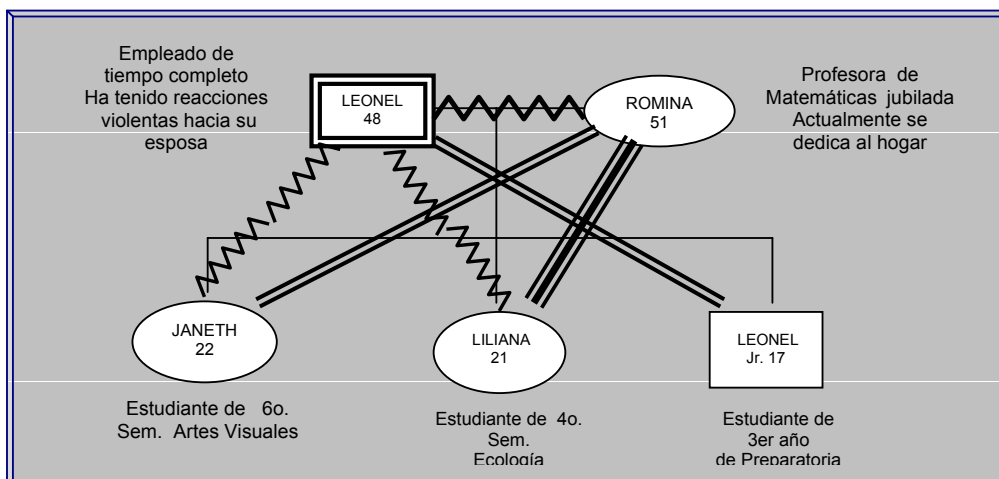 Empleado de
tiempo completo
Ha tenido reacciones
violentas hacia su
esposa
LEONEL
48
ROMINA
51
Profesora de
Matemáticas jubilada
Actualmente se
dedica al hogar
JANETH
22
LILIANA
21
LEONEL
Jr. 17
Estudiante de 6o.
Sem. Artes Visuales
Estudiante de 4o.
Sem.
Ecología
Estudiante de
3er año
de Preparatoria